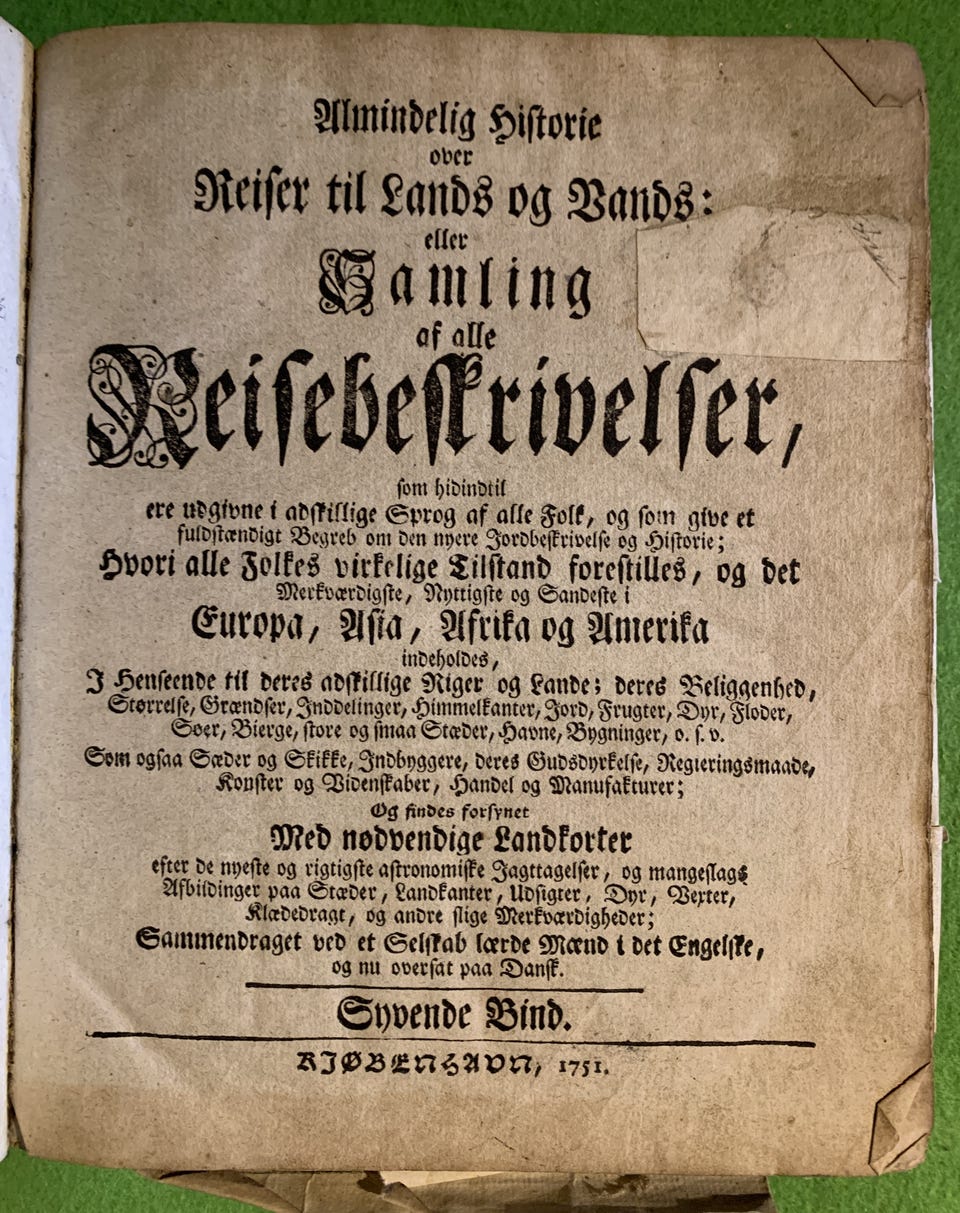 Almindelig Historie
over
Reiser til Lands og Vands:
eller
Samling
af alle
Reisebeskrivelser,
som hidindtil
ere udgivne i adskillige Sprog af alle Folk, og som give et
fuldstændigt Begreb om den nyere Jordbeskrivelse og Historie;
Hvori alle Folkes virkelige Tilstand forestilles, og det
Merkværdigste, Nyttigste og Sandeste i
Europa, Asia, Afrika og Amerika
indeholdes,
I Henseende til deres adskillige Riger og Lande; deres Beliggenhed,
Størrelse, Grændser, Inddelinger, Himmelkanter, Jord, Frugter, Dyr, Floder,
Søer, Bierge, store og smaa Stæder, Havne, Bygninger, o. s. v.
Som ogsaa Sæder og Skikke, Indbyggere, deres Gudsdyrkelse, Regieringsmaade,
Konster og Videnskaber, Handel og Manufakturer;
Og findes forsynet
Med nødvendige Landkorter
efter de nyeste og rigtigste astronomiske Jagttagelser, og mangeslags
Afbildinger paa Stæder, Landkanter, Udsigter, Dyr, Vexter,
Klædedragt, og andre slige Merkværdigheder;
Sammendraget ved et Selskab lærde Mænd i det Engelske,
og nu oversat paa Dansk.
Syvende Bind.
KJØBENHAVN, 1751.